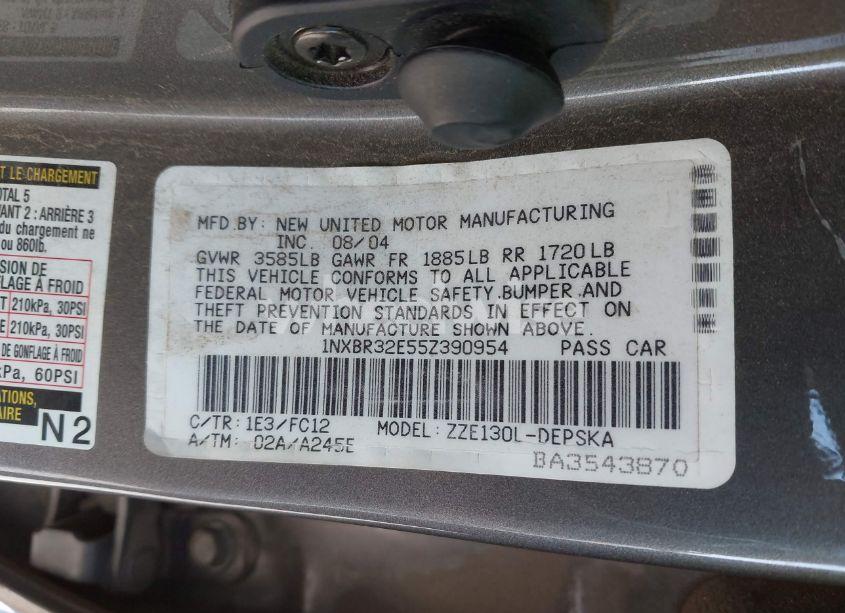 T LE CHARGEMENT
OTAL 5
VANT 2 : ARRIÈRE 3
du chargement ne
ou 860lb.
SION DE
NFLAGE À FROID
T 210kPa, 30PSI
E 210kPa, 30PSI
DE GONFLAGE À FROID
kPa, 60PSI
ATIONS,
AIRE
N2
MFD.BY: NEW UNITED MOTOR MANUFACTURING
INC. 08/04
GVWR 3585LB GAWR FR 1885LB RR 1720LB
THIS VEHICLE CONFORMS TO ALL APPLICABLE
FEDERAL MOTOR VEHICLE SAFETY.BUMPER.AND
THEFT PREVENTION STANDARDS IN EFFECT ON
THE DATE OF MANUFACTURE SHOWN ABOVE.
1NXBR32E55Z390954 PASS CAR
C/TR: 1E3/FC12 MODEL: ZZE130L-DEPSKA
A/TM: 02A/A245E
BA3543870